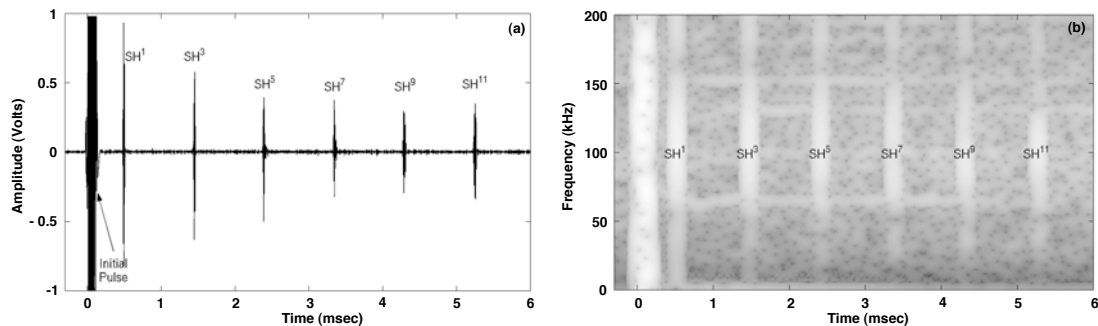 1
0.5
0
- 0.5
-1
Amplitude (Volts)
(a)
SH1
SH3
SH5
SH7
SH9
SH11
Initial
Pulse
0 1 2 3 4 5 6
Time (msec)
200
150
100
50
0
Frequency (kHz)
(b)
SH1 SH3 SH5 SH7 SH9 SH11
0 1 2 3 4 5 6
Time (msec)